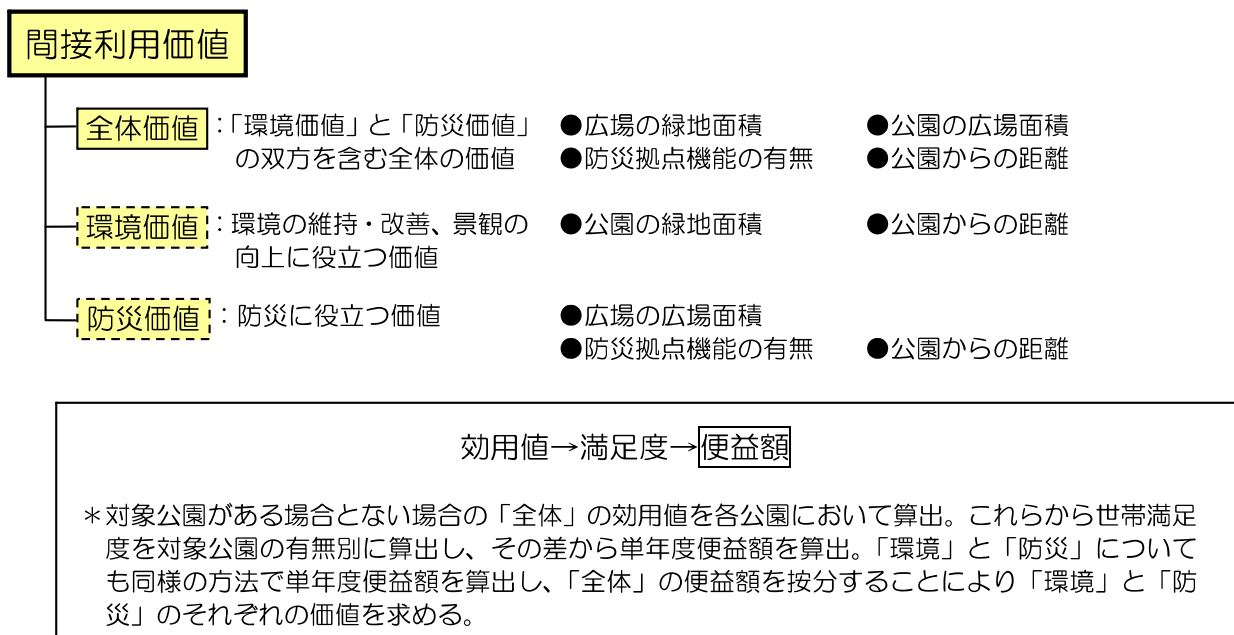 間接利用価値
全体価値：「環境価値」と「防災価値」 ●広場の緑地面積 ●公園の広場面積
の双方を含む全体の価値 ●防災拠点機能の有無 ●公園からの距離
環境価値：環境の維持・改善、景観の ●公園の緑地面積 ●公園からの距離
向上に役立つ価値
防災価値：防災に役立つ価値 ●広場の広場面積
●防災拠点機能の有無 ●公園からの距離
効用値→満足度→便益額
＊対象公園がある場合とない場合の「全体」の効用値を各公園において算出。これらから世帯満足
度を対象公園の有無別に算出し、その差から単年度便益額を算出。「環境」と「防災」について
も同様の方法で単年度便益額を算出し、「全体」の便益額を按分することにより「環境」と「防
災」のそれぞれの価値を求める。